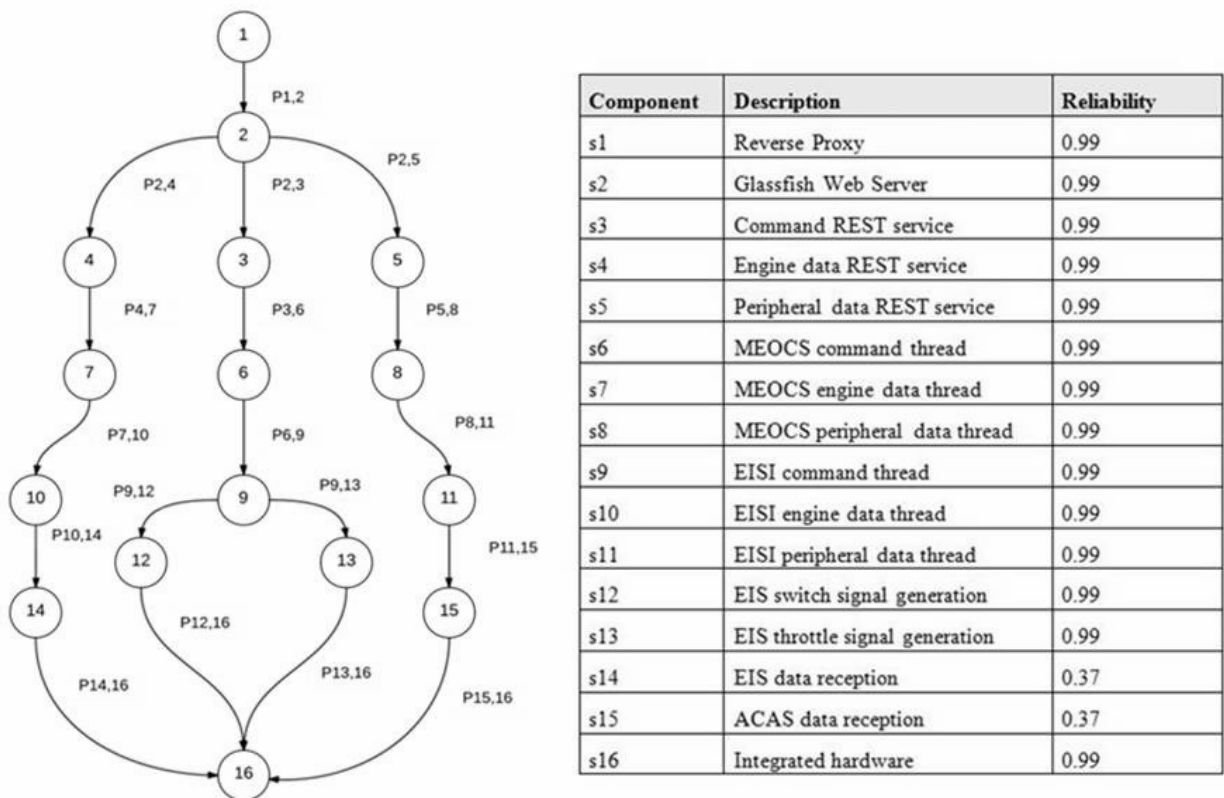 1
P1,2
2
P2,4
P2,3
P2,5
4
3
5
P4,7
P3,6
P5,8
7
6
8
P7,10
P6,9
P8,11
10
P9,12
9
P9,13
11
P10,14
12
13
P11,15
14
P12,16
15
P14,16
P13,16
P15,16
16
Component Description Reliability
s1 Reverse Proxy 0.99
s2 Glassfish Web Server 0.99
s3 Command REST service 0.99
s4 Engine data REST service 0.99
s5 Peripheral data REST service 0.99
s6 MEOCS command thread 0.99
s7 MEOCS engine data thread 0.99
s8 MEOCS peripheral data thread 0.99
s9 EISI command thread 0.99
s10 EISI engine data thread 0.99
s11 EISI peripheral data thread 0.99
s12 EIS switch signal generation 0.99
s13 EIS throttle signal generation 0.99
s14 EIS data reception 0.37
s15 ACAS data reception 0.37
s16 Integrated hardware 0.99